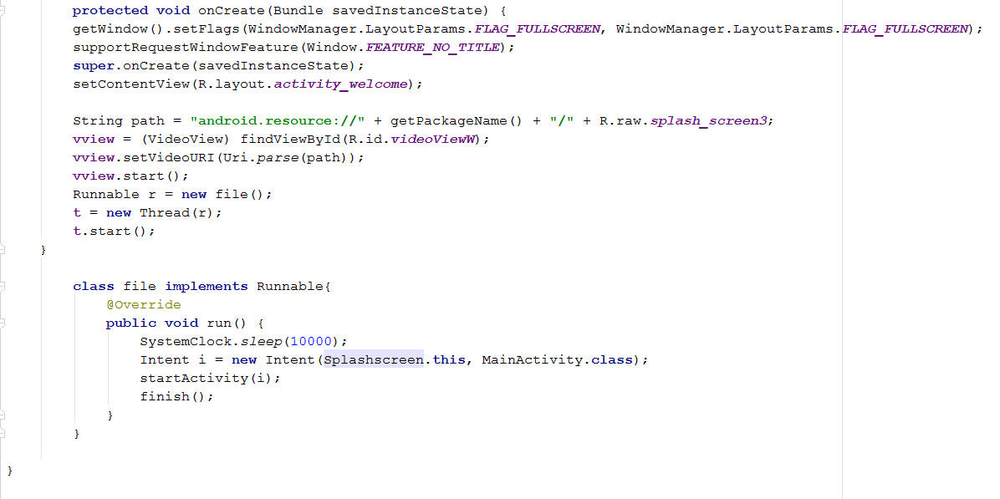 protected void onCreate(Bundle savedInstanceState) {
getWindow().setFlags(WindowManager.LayoutParams.FLAG_FULLSCREEN, WindowManager.LayoutParams.FLAG_FULLSCREEN);
supportRequestWindowFeature(Window.FEATURE_NO_TITLE);
super.onCreate(savedInstanceState);
setContentView(R.layout.activity_welcome);

String path = "android.resource://" + getPackageName() + "/" + R.raw.splash_screen3;
vview = (VideoView) findViewById(R.id.videoViewW);
vview.setVideoURI(Uri.parse(path));
vview.start();
Runnable r = new file();
t = new Thread(r);
t.start();
}

class file implements Runnable{
@Override
public void run() {
SystemClock.sleep(10000);
Intent i = new Intent(Splashscreen.this, MainActivity.class);
startActivity(i);
finish();
}
}

}